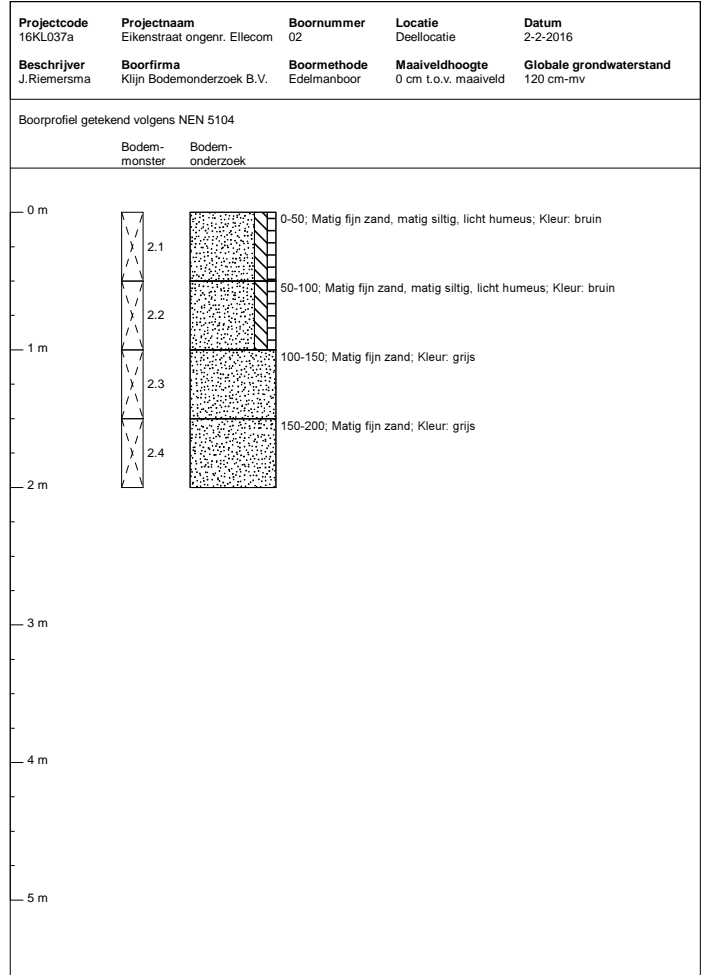 Projectcode Projectnaam Boornummer Locatie Datum
16KL037a Eikenstraat ongenr. Ellecom 02 Deellocatie 2-2-2016
Beschrijver Boorfirma Boormethode Maaiveldhoogte Globale grondwaterstand
J.Riemersma Klijn Bodemonderzoek B.V. Edelmanboor 0 cm t.o.v. maaiveld 120 cm-mv
Boorprofiel getekend volgens NEN 5104
Bodem- Bodem-
monster onderzoek
0 m
0-50; Matig fijn zand, matig siltig, licht humeus; Kleur: bruin
2.1
50-100; Matig fijn zand, matig siltig, licht humeus; Kleur: bruin
2.2
1 m
100-150; Matig fijn zand; Kleur: grijs
2.3
150-200; Matig fijn zand; Kleur: grijs
2.4
2 m
3 m
4 m
5 m